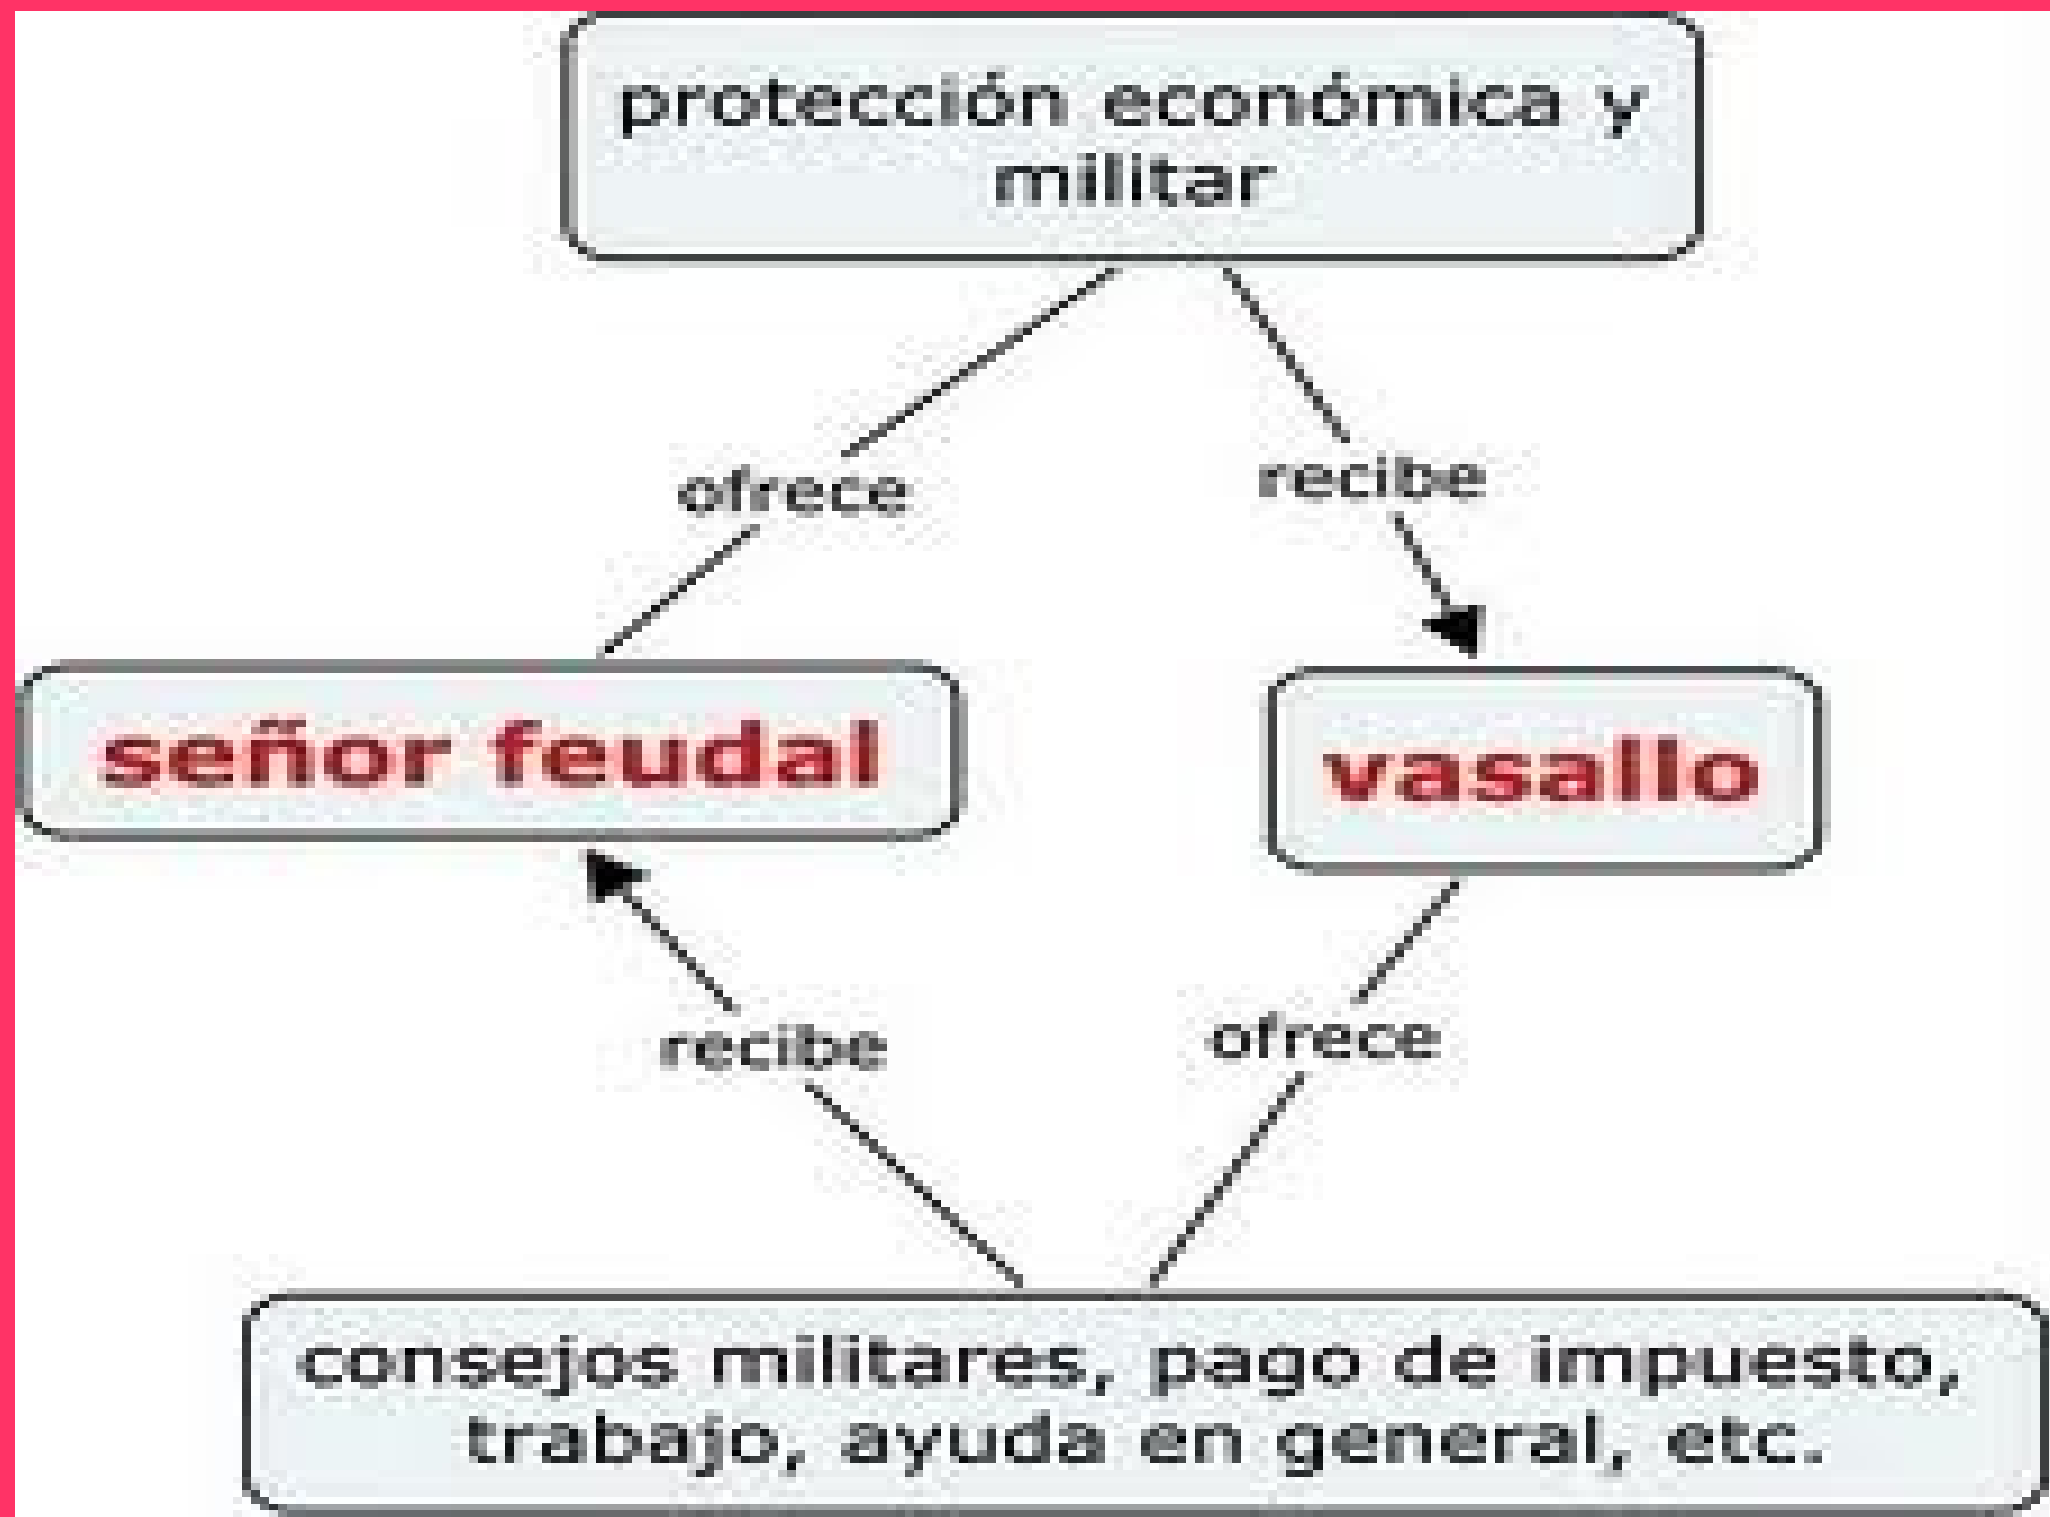 protección económica y
militar
ofrece
recibe
señor feudal
vasallo
recibe
ofrece
consejos militares, pago de impuesto,
trabajo, ayuda en general, etc.